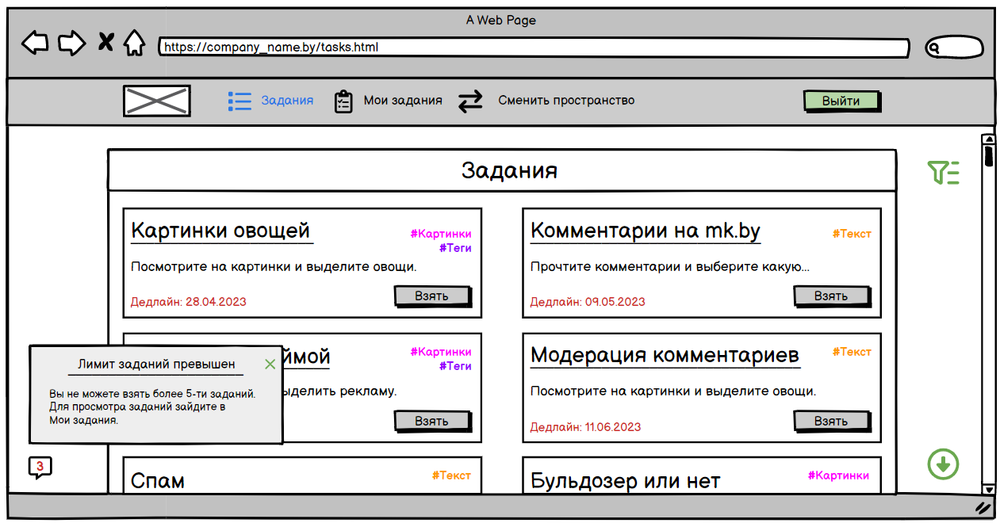 A Web Page
https://company_name.by/tasks.html
Задания
Мои задания
Сменить пространство
Выйти
Задания
Картинки овощей
#Картинки
#Теги
Посмотрите на картинки и выделите овощи.
Дедлайн: 28.04.2023
Взять
Комментарии на mk.by
#Текст
Прочтите комментарии и выберите какую...
Дедлайн: 09.05.2023
Взять
#Картинки
#Теги
Взять
Модерация комментариев
#Текст
Посмотрите на картинки и выделите овощи.
Дедлайн: 11.06.2023
Взять
Лимит заданий превышен
Вы не можете взять более 5-ти заданий.
Для просмотра заданий зайдите в
Мои задания.
рекламу.
3
Спам
#Текст
Бульдозер или нет
#Картинки